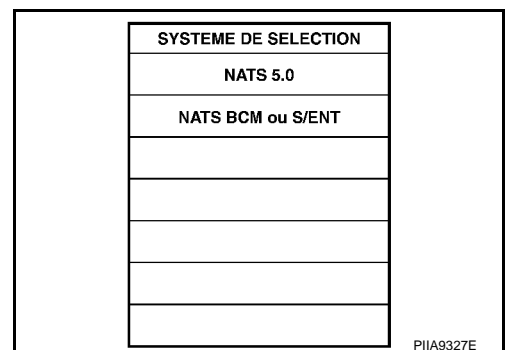 SYSTEME DE SELECTION
NATS 5.0
NATS BCM ou S/ENT
PIIA9327E